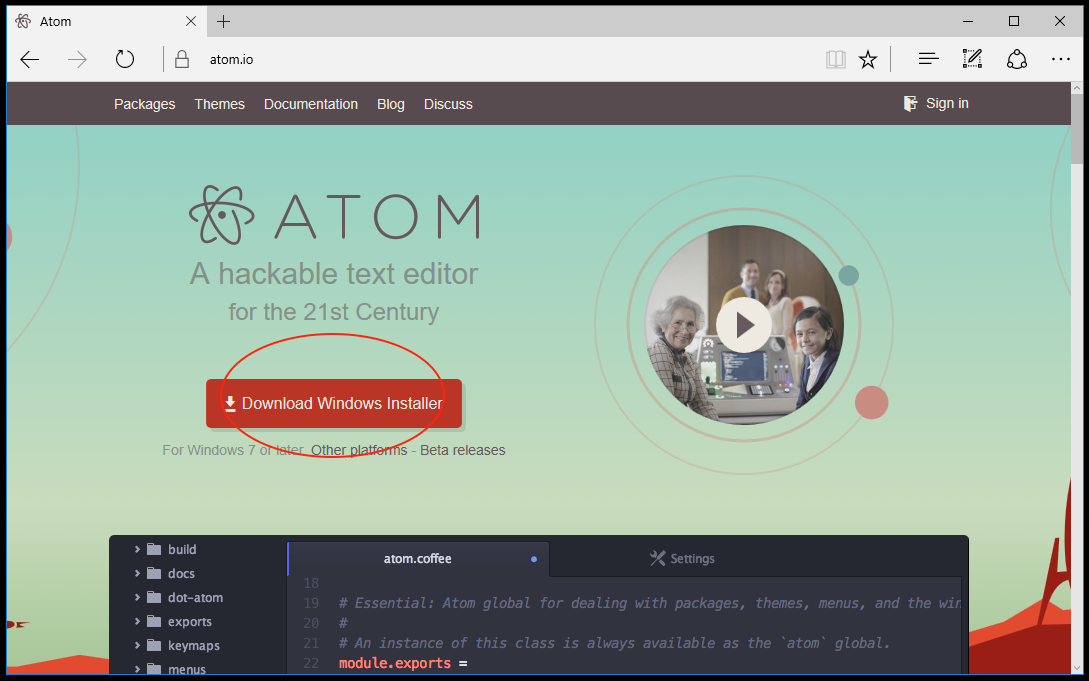 Atom
atom.io
Packages Themes Documentation Blog Discuss Sign in
ATOM
A hackable text editor
for the 21st Century
Download Windows Installer
For Windows 7 or later. Other platforms - Beta releases
build
docs
dot-atom
exports
keymaps
menus
atom.coffee
Settings
18
19 # Essential: Atom global for dealing with packages, themes, menus, and the win
20 #
21 # An instance of this class is always available as the `atom` global.
22 module.exports =